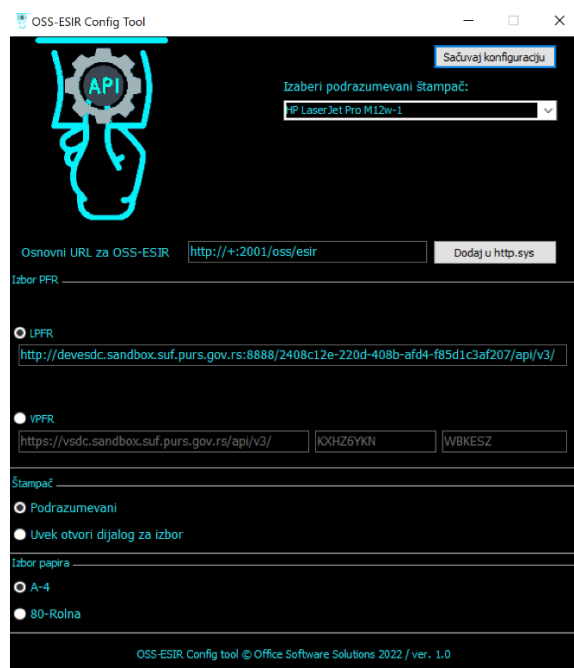 OSS-ESIR Config Tool
API
Sačuvaj konfiguraciju
Izaberi podrazumevani štampač:
HP LaserJet Pro M12w-1
Osnovni URL za OSS-ESIR
http://+:2001/oss/esir
Dodaj u http.sys
Izbor PFR
LPFR
http://devesdc.sandbox.suf.purs.gov.rs:8888/2408c12e-220d-408b-afd4-f85d1c3af207/api/v3/
VPFR
https://vsdc.sandbox.suf.purs.gov.rs/api/v3/
KXHZ6YKN
WBKESZ
Štampač
Podrazumevani
Uvek otvori dijalog za izbor
Izbor papira
A-4
80-Rolna
OSS-ESIR Config tool © Office Software Solutions 2022 / ver. 1.0